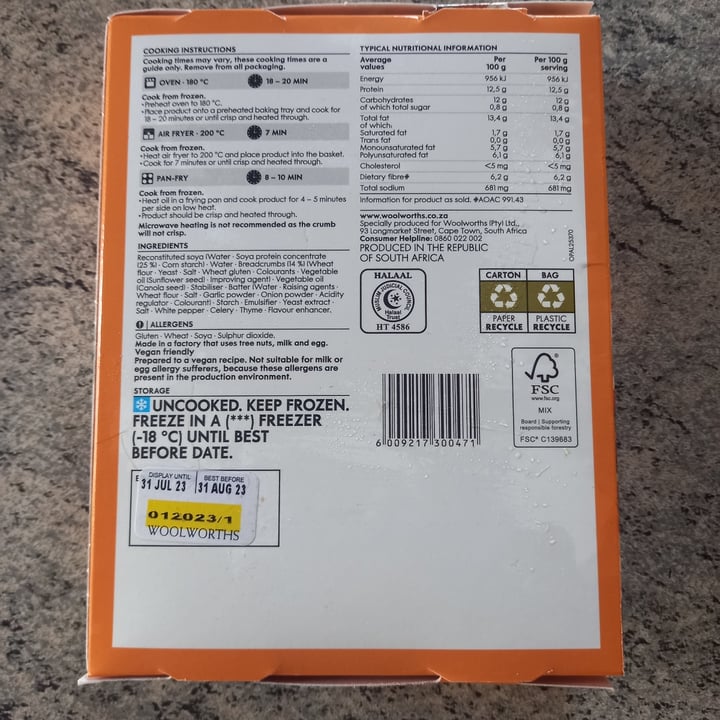 COOKING INSTRUCTIONS
Cooking times may vary, these cooking times are a
guide only. Remove from all packaging.
OVEN · 180 °C 18 – 20 MIN
Cook from frozen.
•Preheat oven to 180 °C.
•Place product onto a preheated baking tray and cook for
18 – 20 minutes or until crisp and heated through.
AIR FRYER · 200 °C 7 MIN
Cook from frozen.
•Heat air fryer to 200 °C and place product into the basket.
•Cook for 7 minutes or until crisp and heated through.
PAN-FRY 8 – 10 MIN
Cook from frozen.
•Heat oil in a frying pan and cook product for 4 – 5 minutes
per side on low heat.
•Product should be crisp and heated through.
Microwave heating is not recommended as the crumb
will not crisp.
INGREDIENTS
Reconstituted soya (Water · Soya protein concentrate
(25 %) · Corn starch) · Water · Breadcrumbs (14 %) (Wheat
flour · Yeast · Salt · Wheat gluten · Colourants · Vegetable
oil (Sunflower seed) · Improving agent) · Vegetable oil
(Canola seed) · Stabiliser · Batter (Water · Raising agents ·
Wheat flour · Salt · Garlic powder · Onion powder · Acidity
regulator · Colourant) · Starch · Emulsifier · Yeast extract ·
Salt · White pepper · Celery · Thyme · Flavour enhancer.
ALLERGENS
Gluten · Wheat · Soya · Sulphur dioxide.
Made in a factory that uses tree nuts, milk and egg.
Vegan friendly
Prepared to a vegan recipe. Not suitable for milk or
egg allergy sufferers, because these allergens are
present in the production environment.
STORAGE
UNCOOKED. KEEP FROZEN.
FREEZE IN A (***) FREEZER
(-18 °C) UNTIL BEST
BEFORE DATE.
DISPLAY UNTIL BEST BEFORE
31 JUL 23 31 AUG 23
012023/1
WOOLWORTHS
TYPICAL NUTRITIONAL INFORMATION
Average Per Per 100 g
values 100 g serving
Energy 956 kJ 956 kJ
Protein 12,5 g 12,5 g
Carbohydrates 12 g 12 g
of which total sugar 0,8 g 0,8 g
Total fat 13,4 g 13,4 g
of which:
Saturated fat 1,7 g 1,7 g
Trans fat 0,0 g 0,0 g
Monounsaturated fat 5,7 g 5,7 g
Polyunsaturated fat 6,1 g 6,1 g
Cholesterol <5 mg <5 mg
Dietary fibre‡ 6,2 g 6,2 g
Total sodium 681 mg 681 mg
Information for product as sold. ‡AOAC 991.43
www.woolworths.co.za
Specially produced for Woolworths (Pty) Ltd.,
93 Longmarket Street, Cape Town, South Africa
Consumer Helpline: 0860 022 002
PRODUCED IN THE REPUBLIC
OF SOUTH AFRICA
OPAL253370
HALAAL
MUSLIM JUDICIAL COUNCIL
Halaal
Trust
HT 4586
CARTON BAG
PAPER PLASTIC
RECYCLE RECYCLE
FSC
www.fsc.org
MIX
Board | Supporting
responsible forestry
FSC® C139683
6 009217 300471